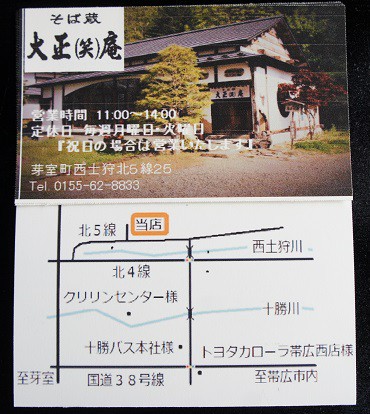 そば蔵
大正(笑)庵
大正(笑)庵
営業時間 11:00～14:00
定休日 毎週月曜日・火曜日
『祝日の場合は営業いたします』
芽室町西士狩北5線25
Tel. 0155-62-8833
北5線
当店
西士狩川
北4線
クリリンセンター様
十勝川
十勝バス本社様
トヨタカローラ帯広西店様
至芽室
国道38号線
至帯広市内